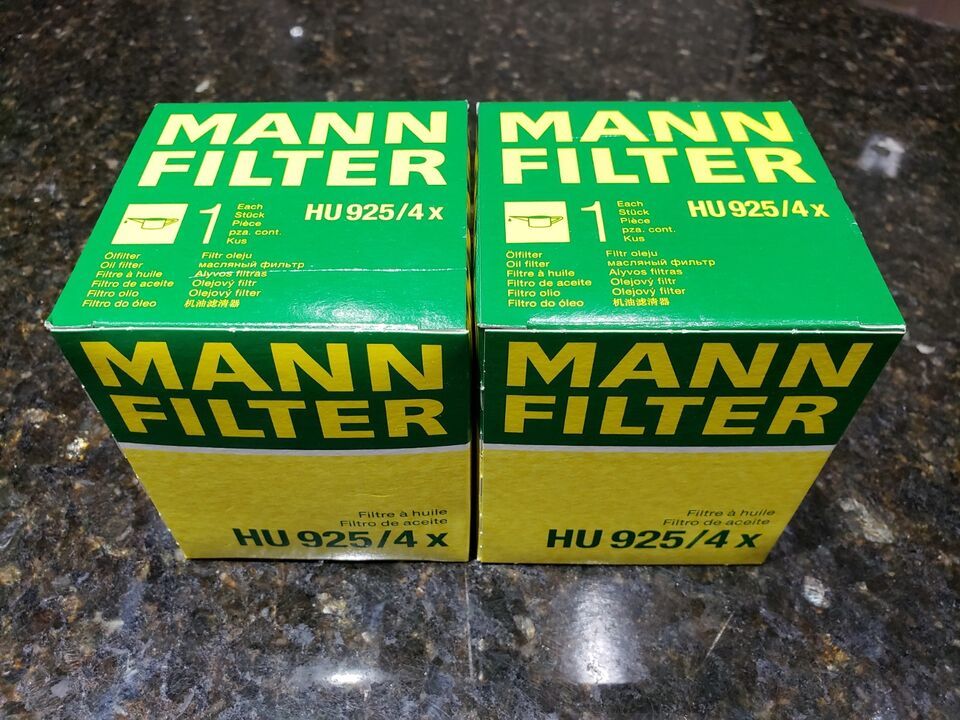 MANN
FILTER
1
Each
Stück
Pièce
pza. cont.
Kus
HU 925/4 x
Ölfilter
Oil filter
Filtre à huile
Filtro de aceite
Filtro olio
Filtro do óleo
Filtr oleju
масляный фильтр
Alyvos filtras
Olejový filtr
Olejový filter
机油滤清器
MANN
FILTER
Filtre à huile
Filtro de aceite
HU 925/4 x
MANN
FILTER
1
Each
Stück
Pièce
pza. cont.
Kus
HU 925/4 x
Ölfilter
Oil filter
Filtre à huile
Filtro de aceite
Filtro olio
Filtro do óleo
Filtr oleju
масляный фильтр
Alyvos filtras
Olejový filtr
Olejový filter
机油滤清器
MANN
FILTER
Filtre à huile
Filtro de aceite
HU 925/4 x